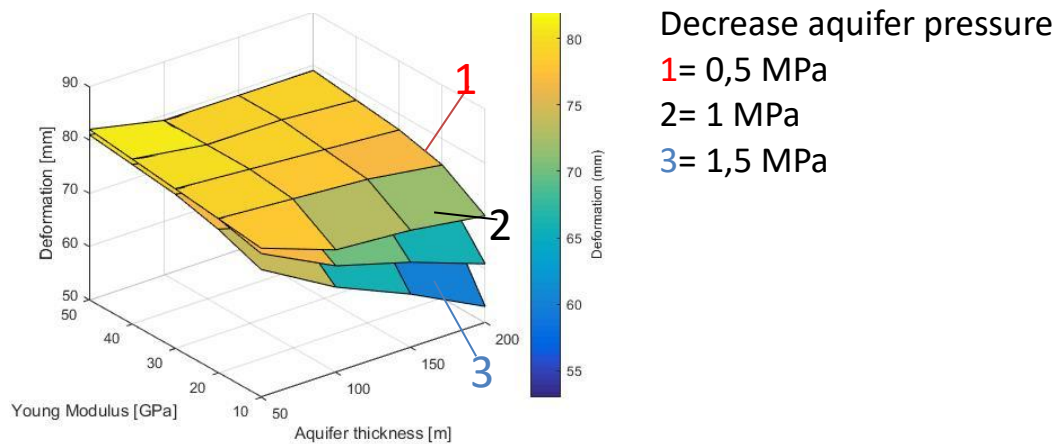 Decrease aquifer pressure
1= 0,5 MPa
2= 1 MPa
3= 1,5 MPa
1
2
3
90
80
70
60
50
Deformation [mm]
50
40
30
20
10
Young Modulus [GPa]
50
100
150
200
Aquifer thickness [m]
80
75
70
65
60
55
Deformation (mm)